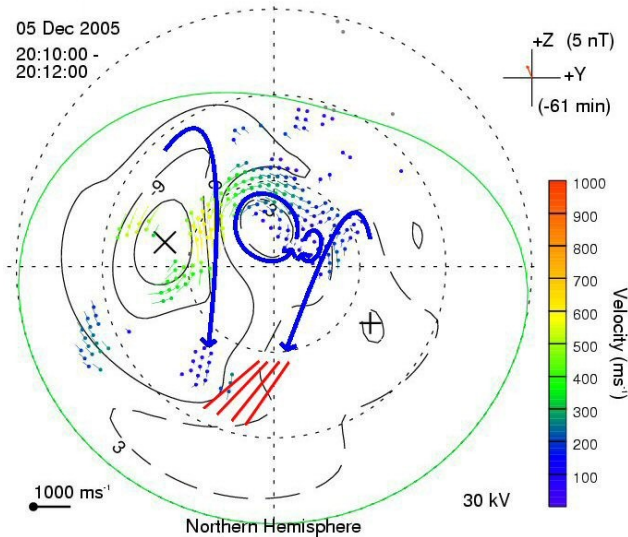 05 Dec 2005
20:10:00 -
20:12:00
+Z (5 nT)
+Y
(-61 min)
9
0
3
3
1000
900
800
700
600
500
400
300
200
100
Velocity (ms⁻¹)
1000 ms⁻¹
30 kV
Northern Hemisphere